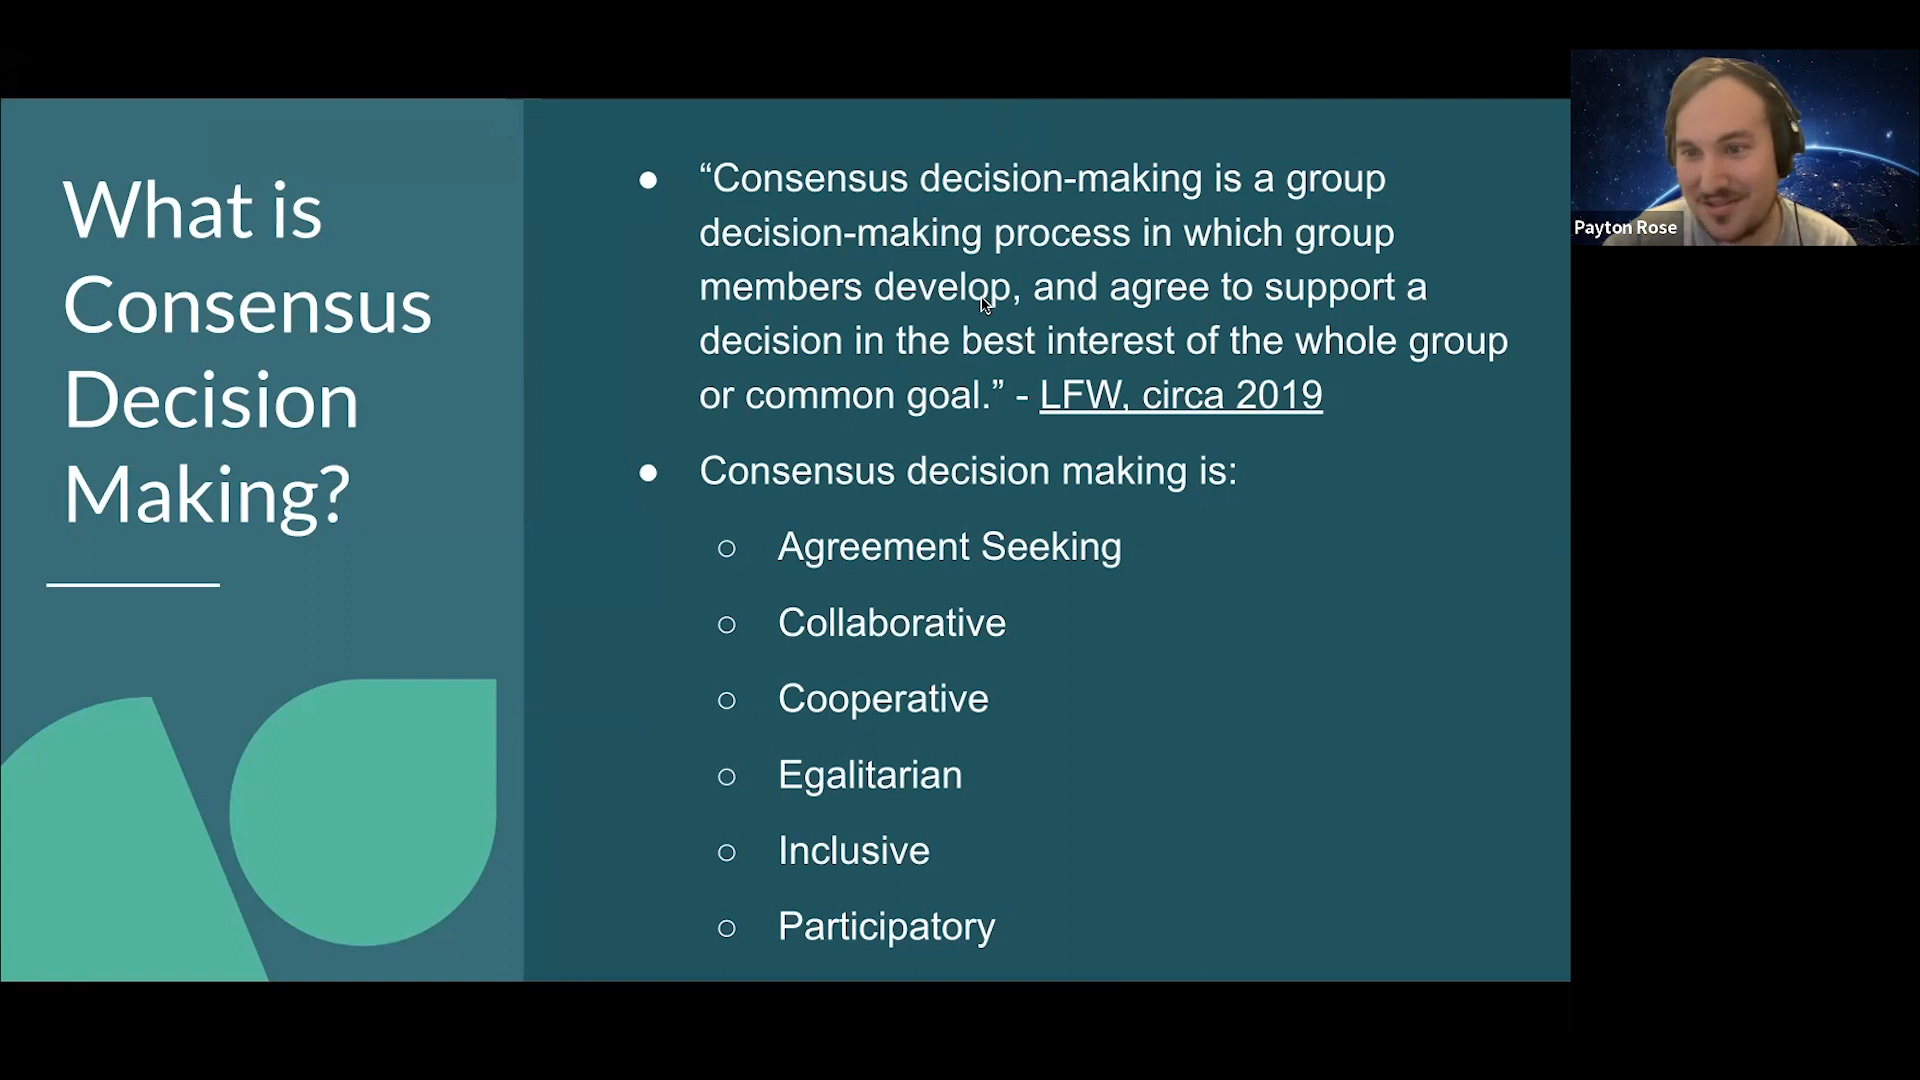 What is
Consensus
Decision
Making?
● “Consensus decision-making is a group
decision-making process in which group
members develop, and agree to support a
decision in the best interest of the whole group
or common goal.” - LFW, circa 2019
● Consensus decision making is:
○ Agreement Seeking
○ Collaborative
○ Cooperative
○ Egalitarian
○ Inclusive
○ Participatory
Payton Rose